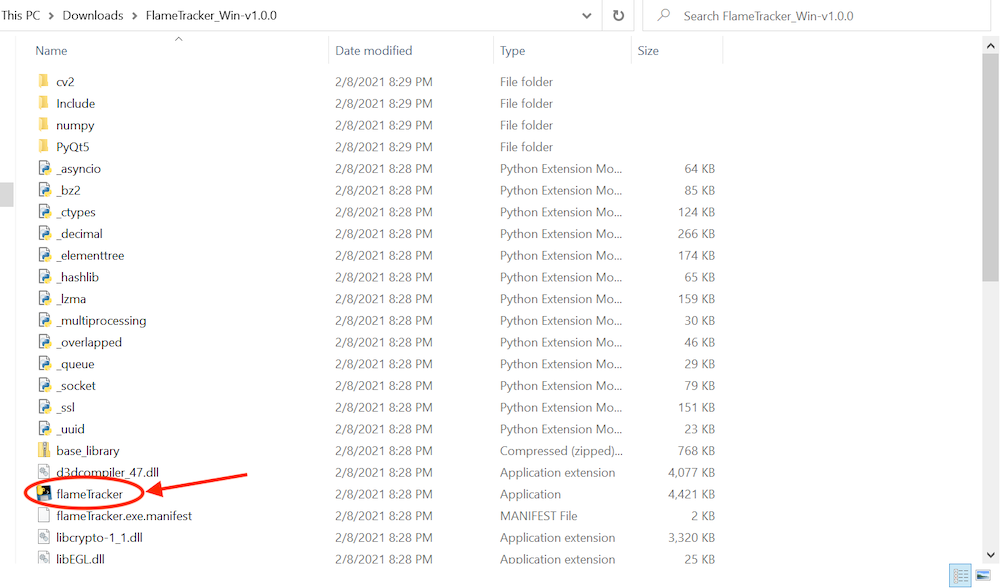 This PC > Downloads > FlameTracker_Win-v1.0.0 Search FlameTracker_Win-v1.0.0
Name Date modified Type Size
cv2 2/8/2021 8:29 PM File folder
Include 2/8/2021 8:29 PM File folder
numpy 2/8/2021 8:29 PM File folder
PyQt5 2/8/2021 8:29 PM File folder
_asyncio 2/8/2021 8:28 PM Python Extension Mo... 64 KB
_bz2 2/8/2021 8:28 PM Python Extension Mo... 85 KB
_ctypes 2/8/2021 8:28 PM Python Extension Mo... 124 KB
_decimal 2/8/2021 8:28 PM Python Extension Mo... 266 KB
_elementtree 2/8/2021 8:28 PM Python Extension Mo... 174 KB
_hashlib 2/8/2021 8:28 PM Python Extension Mo... 65 KB
_lzma 2/8/2021 8:28 PM Python Extension Mo... 159 KB
_multiprocessing 2/8/2021 8:28 PM Python Extension Mo... 30 KB
_overlapped 2/8/2021 8:28 PM Python Extension Mo... 46 KB
_queue 2/8/2021 8:28 PM Python Extension Mo... 29 KB
_socket 2/8/2021 8:28 PM Python Extension Mo... 79 KB
_ssl 2/8/2021 8:28 PM Python Extension Mo... 151 KB
_uuid 2/8/2021 8:28 PM Python Extension Mo... 23 KB
base_library 2/8/2021 8:28 PM Compressed (zipped)... 768 KB
d3dcompiler_47.dll 2/8/2021 8:28 PM Application extension 4,077 KB
flameTracker 2/8/2021 8:28 PM Application 4,421 KB
flameTracker.exe.manifest 2/8/2021 8:28 PM MANIFEST File 2 KB
libcrypto-1_1.dll 2/8/2021 8:28 PM Application extension 3,320 KB
libEGL.dll 2/8/2021 8:28 PM Application extension 25 KB